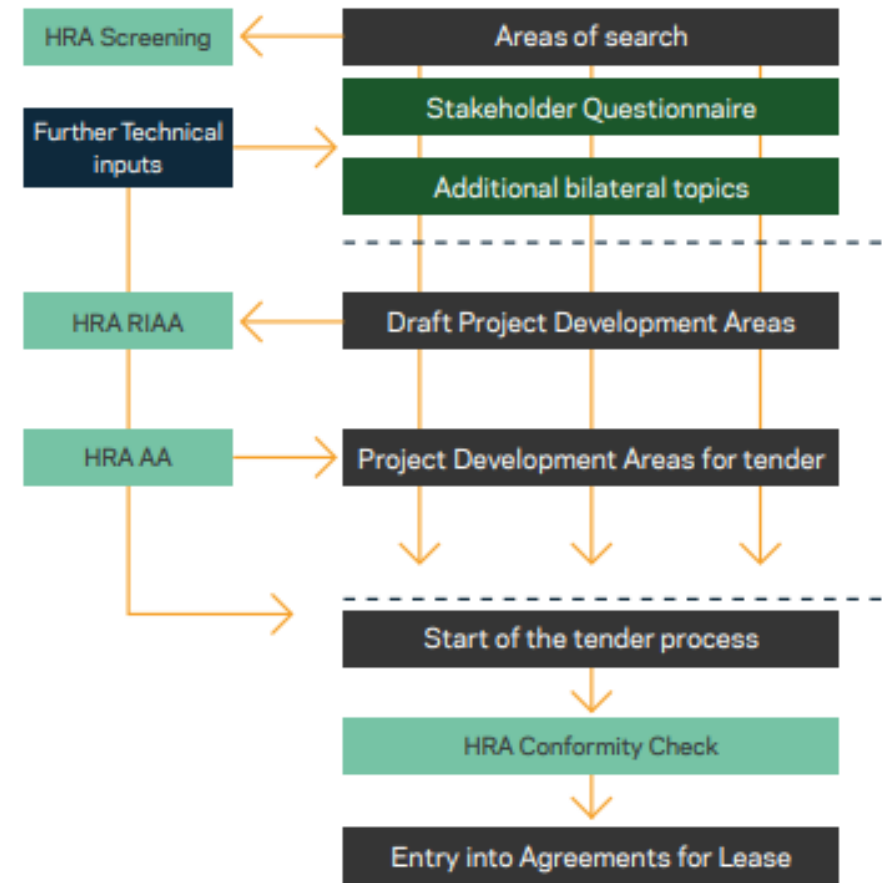 HRA Screening
Areas of search
Stakeholder Questionnaire
Further Technical
inputs
Additional bilateral topics
HRA RIAA
Draft Project Development Areas
HRA AA
Project Development Areas for tender
Start of the tender process
HRA Conformity Check
Entry into Agreements for Lease